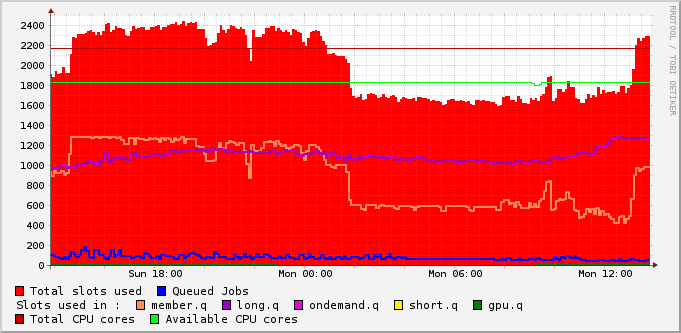 RRDTOOL / TOBI OETIKER
2400
2200
2000
1800
1600
1400
1200
1000
800
600
400
200
0
Sun 18:00 Mon 00:00 Mon 06:00 Mon 12:00
Total slots used Queued Jobs
Slots used in : member.q long.q ondemand.q short.q gpu.q
Total CPU cores Available CPU cores